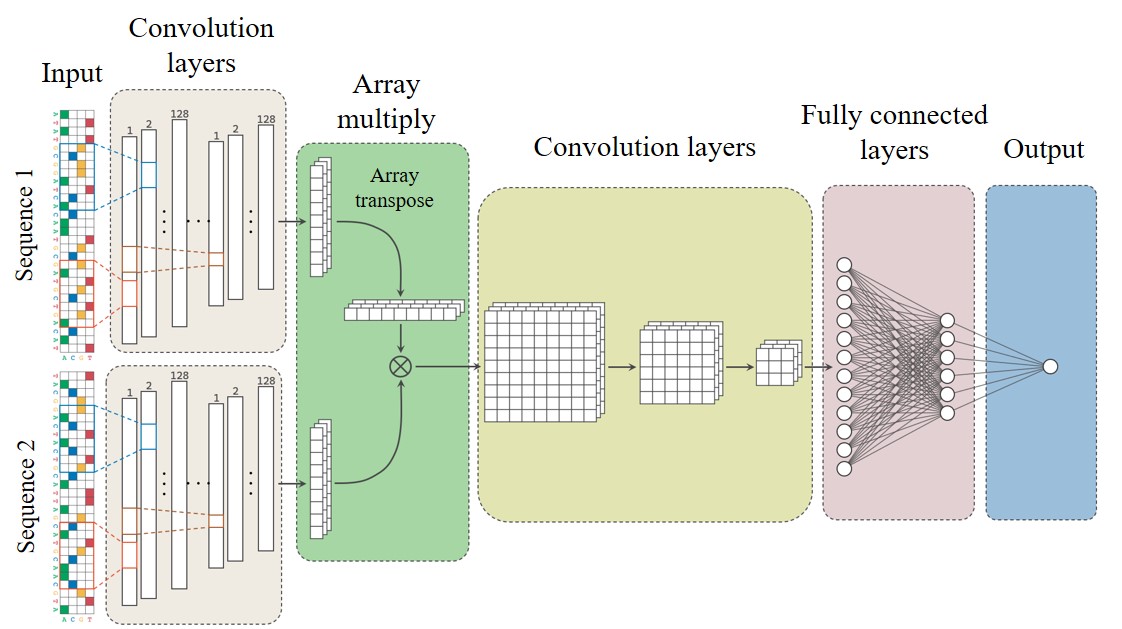 Convolution
layers
Input
Array
multiply
Convolution layers
Fully connected
layers
Output
Sequence 1
1
2
128
1
2
128
Array
transpose
A C G T
Sequence 2
1
2
128
1
2
128
A C G T